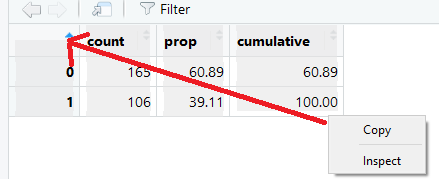 Filter
count prop cumulative
0 165 60.89 60.89
1 106 39.11 100.00
Copy
Inspect